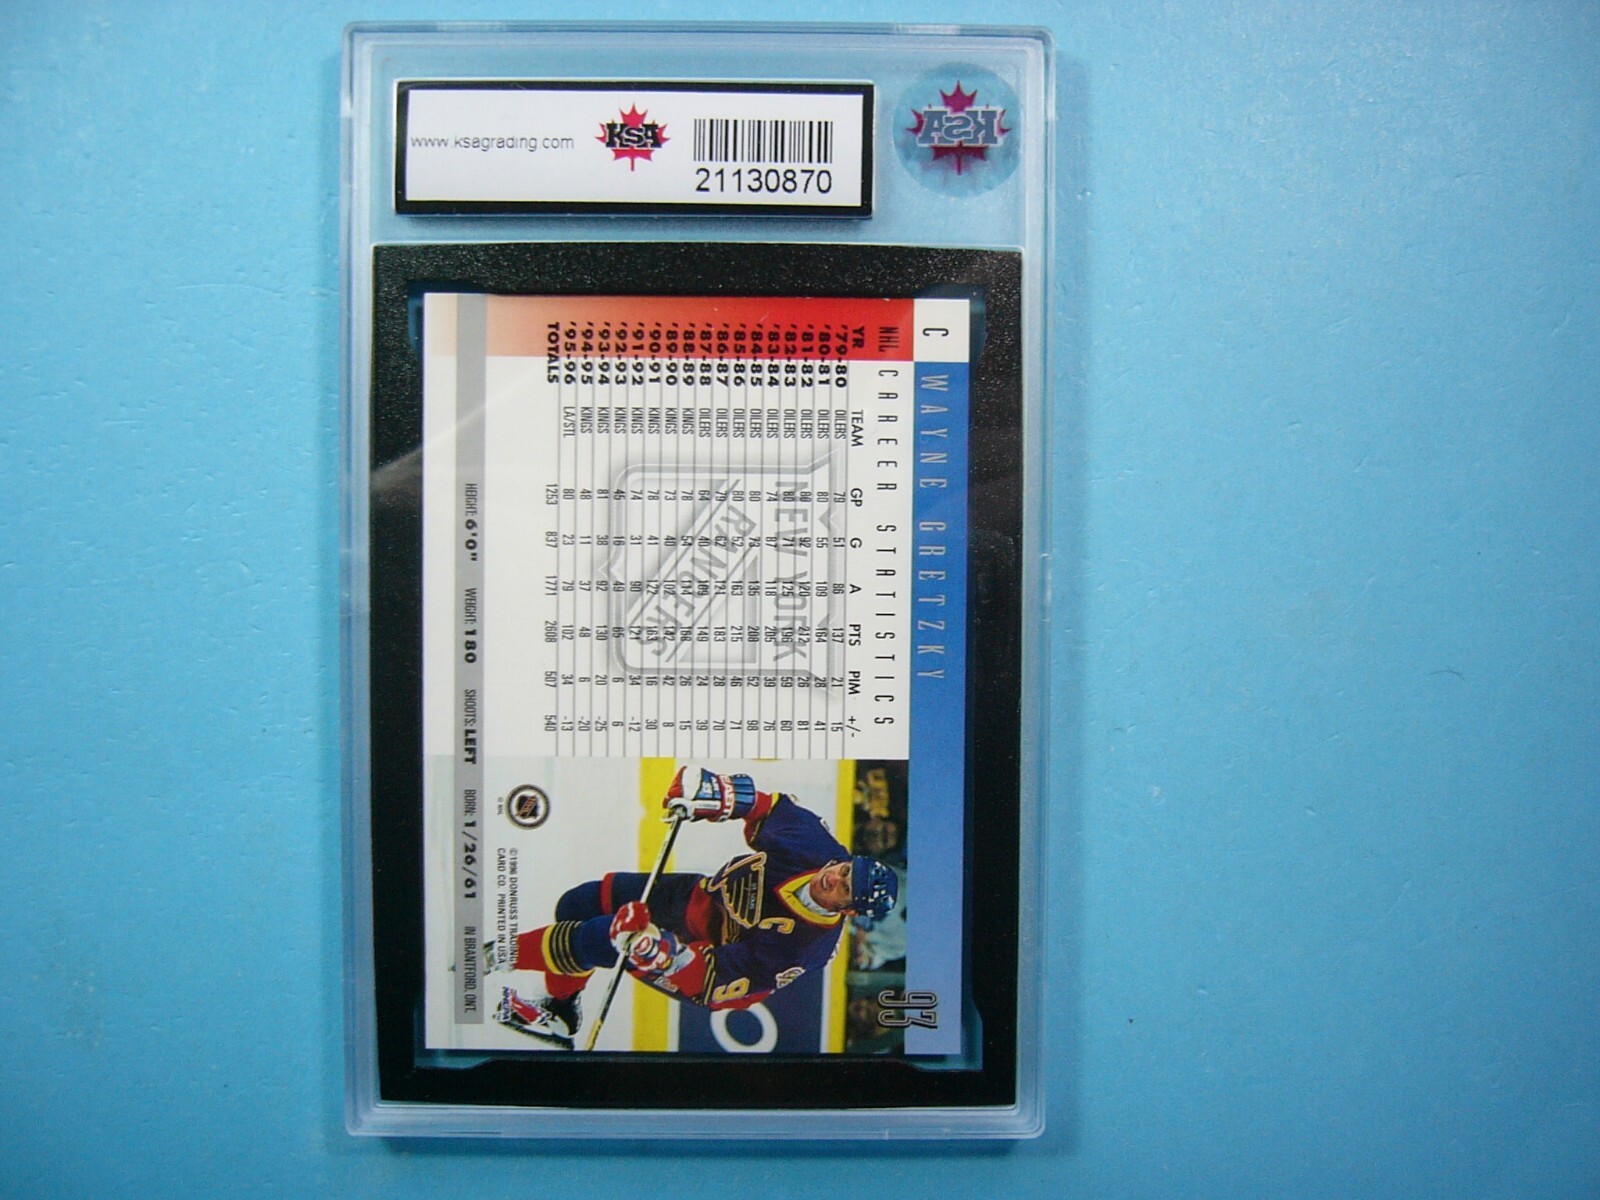 www.ksagrading.com
KSA
21130870
KSA
C WAYNE GRETZKY 93
NHL CAREER STATISTICS
YR TEAM GP G A PTS PIM +/-
'79-80 OILERS 79 51 86 137 21 15
'80-81 OILERS 80 55 109 164 28 41
'81-82 OILERS 80 92 120 212 26 81
'82-83 OILERS 80 71 125 196 59 60
'83-84 OILERS 74 87 118 205 39 76
'84-85 OILERS 80 73 135 208 52 98
'85-86 OILERS 80 52 163 215 46 71
'86-87 OILERS 79 62 121 183 28 70
'87-88 OILERS 64 40 109 149 24 39
'88-89 KINGS 78 54 114 168 26 15
'89-90 KINGS 73 40 102 142 42 8
'90-91 KINGS 78 41 122 163 16 30
'91-92 KINGS 74 31 90 121 34 -12
'92-93 KINGS 45 16 49 65 6 6
'93-94 KINGS 81 38 92 130 20 -25
'94-95 KINGS 48 11 37 48 6 -20
'95-96 LA/STL 80 23 79 102 34 -13
TOTALS 1253 837 1771 2608 507 540
NEW YORK
RANGERS
C
© NHL
©1996 DONRUSS TRADING
CARD CO. PRINTED IN USA
NHLPA
HEIGHT: 6'0" WEIGHT: 180 SHOOTS: LEFT BORN: 1/26/61 IN BRANTFORD, ONT.